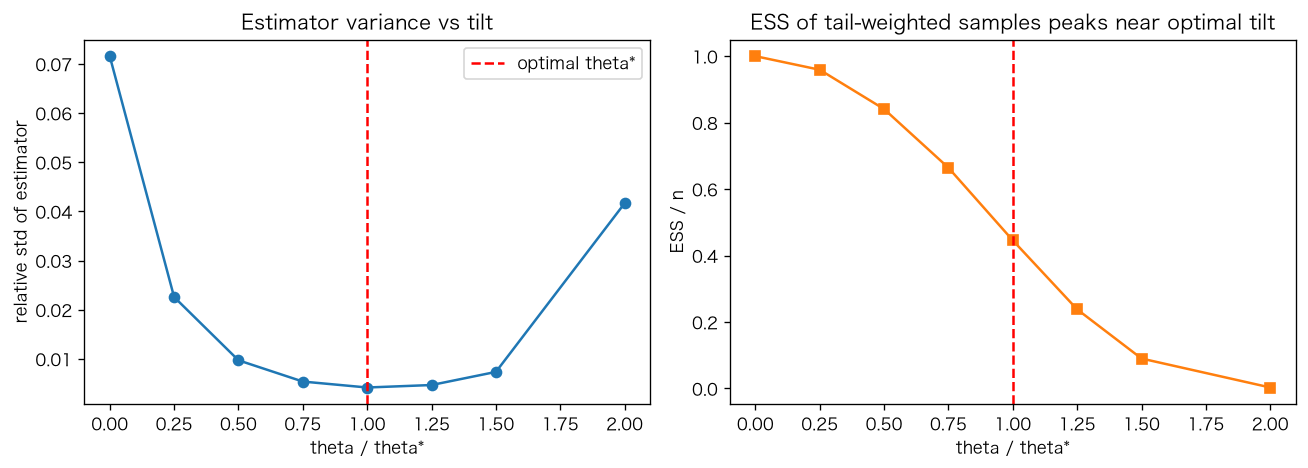 Estimator variance vs tilt
relative std of estimator
0.07
0.06
0.05
0.04
0.03
0.02
0.01
optimal theta*
0.00 0.25 0.50 0.75 1.00 1.25 1.50 1.75 2.00
theta / theta*
ESS of tail-weighted samples peaks near optimal tilt
ESS / n
1.0
0.8
0.6
0.4
0.2
0.0
0.00 0.25 0.50 0.75 1.00 1.25 1.50 1.75 2.00
theta / theta*